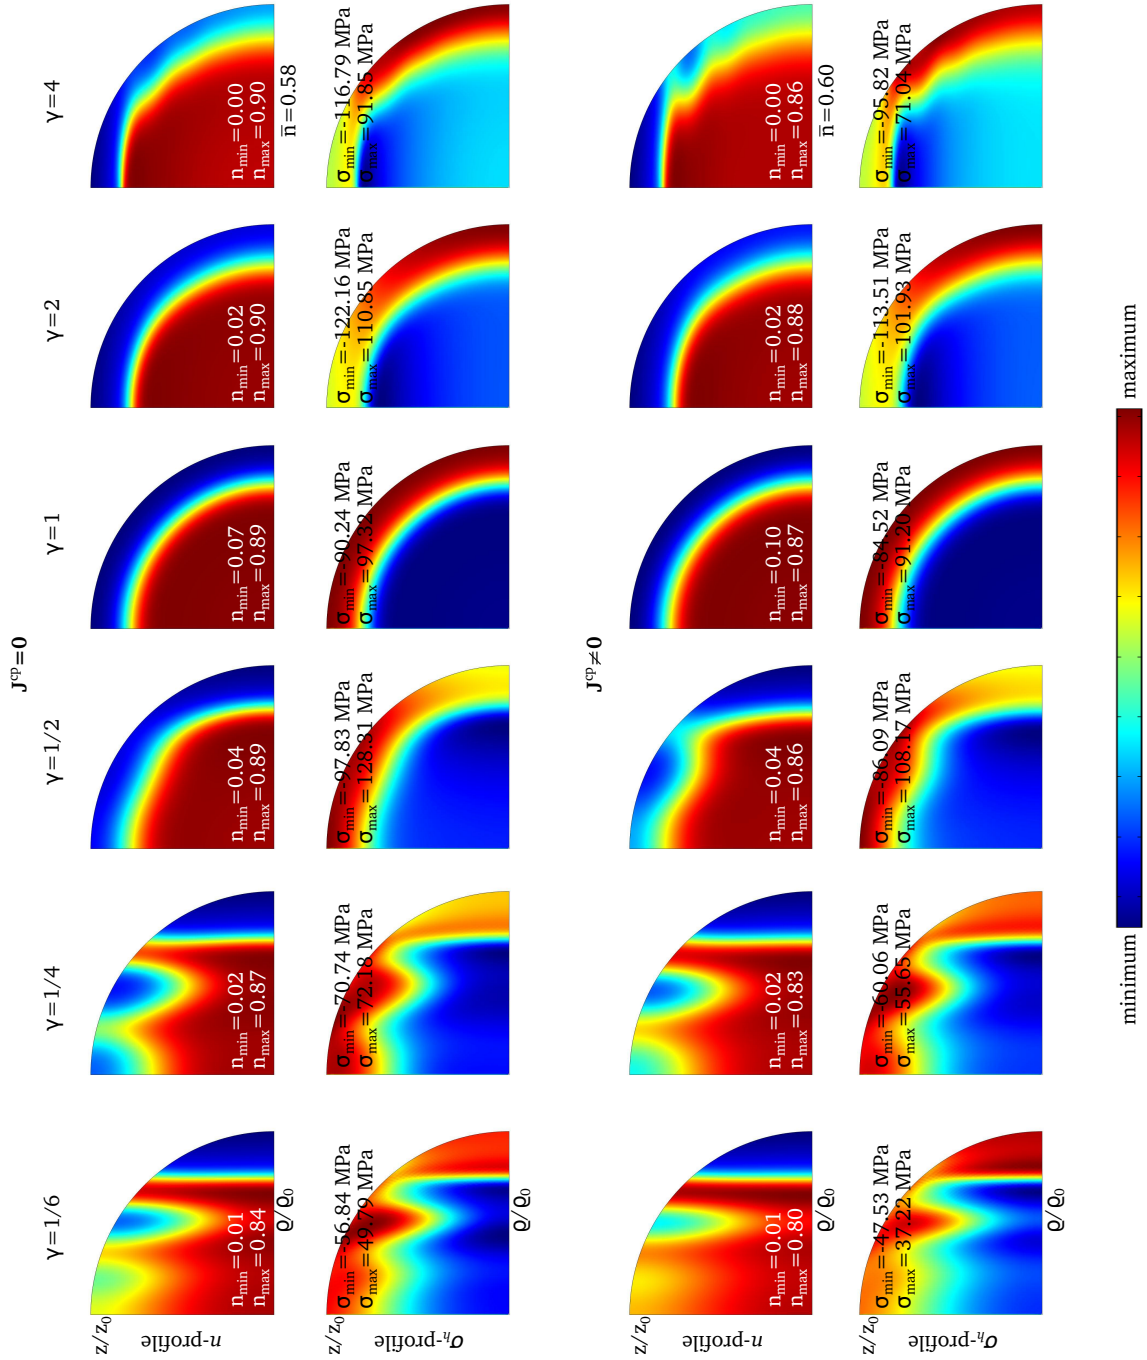 J^cp=0
γ=1/6
γ=1/4
γ=1/2
γ=1
γ=2
γ=4
z/z₀
n-profile
n_min=0.01
n_max=0.84
n_min=0.02
n_max=0.87
n_min=0.04
n_max=0.89
n_min=0.07
n_max=0.89
n_min=0.02
n_max=0.90
n_min=0.00
n_max=0.90
ϱ/ϱ₀
n̄=0.58
z/z₀
σₕ-profile
σ_min=-56.84 MPa
σ_max=49.79 MPa
σ_min=-70.74 MPa
σ_max=72.18 MPa
σ_min=-97.83 MPa
σ_max=128.31 MPa
σ_min=-90.24 MPa
σ_max=97.32 MPa
σ_min=-122.16 MPa
σ_max=110.85 MPa
σ_min=-116.79 MPa
σ_max=91.85 MPa
ϱ/ϱ₀
J^cp≠0
z/z₀
n-profile
n_min=0.01
n_max=0.80
n_min=0.02
n_max=0.83
n_min=0.04
n_max=0.86
n_min=0.10
n_max=0.87
n_min=0.02
n_max=0.88
n_min=0.00
n_max=0.86
ϱ/ϱ₀
n̄=0.60
z/z₀
σₕ-profile
σ_min=-47.53 MPa
σ_max=37.22 MPa
σ_min=-60.06 MPa
σ_max=55.65 MPa
σ_min=-86.09 MPa
σ_max=108.17 MPa
σ_min=-84.52 MPa
σ_max=91.20 MPa
σ_min=-113.51 MPa
σ_max=101.93 MPa
σ_min=-95.82 MPa
σ_max=71.04 MPa
ϱ/ϱ₀
minimum
maximum